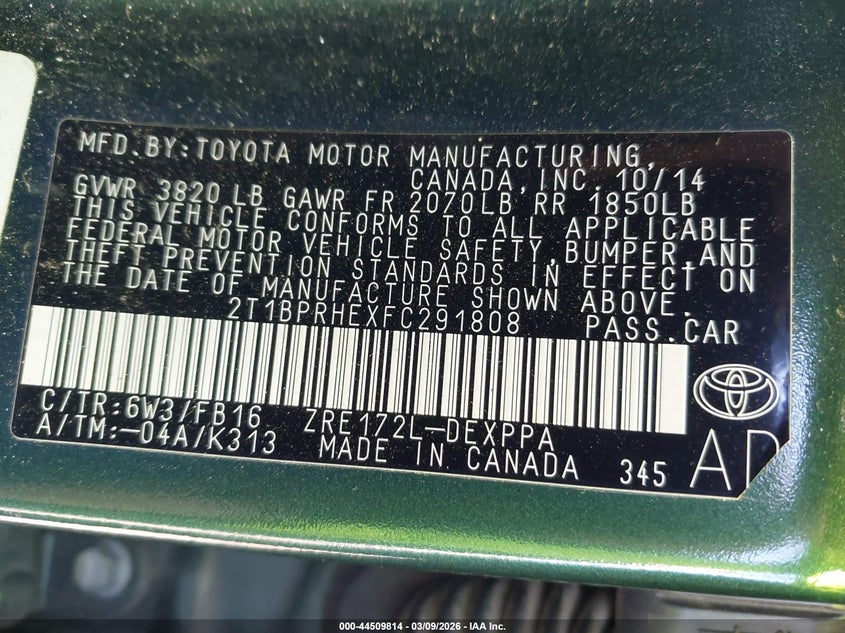 MFD.BY:TOYOTA MOTOR MANUFACTURING,
CANADA,INC. 10/14
GVWR 3820 LB GAWR FR 2070LB RR 1850LB
THIS VEHICLE CONFORMS TO ALL APPLICABLE
FEDERAL MOTOR VEHICLE SAFETY,BUMPER,AND
THEFT PREVENTION STANDARDS IN EFFECT ON
THE DATE OF MANUFACTURE SHOWN ABOVE.
2T1BPRHEXFC291808 PASS.CAR
C/TR:6W3/FB16 ZRE172L-DEXPPA
A/TM:-04A/K313 MADE IN CANADA 345
AD
000-44509814 - 03/09/2026 - IAA Inc.